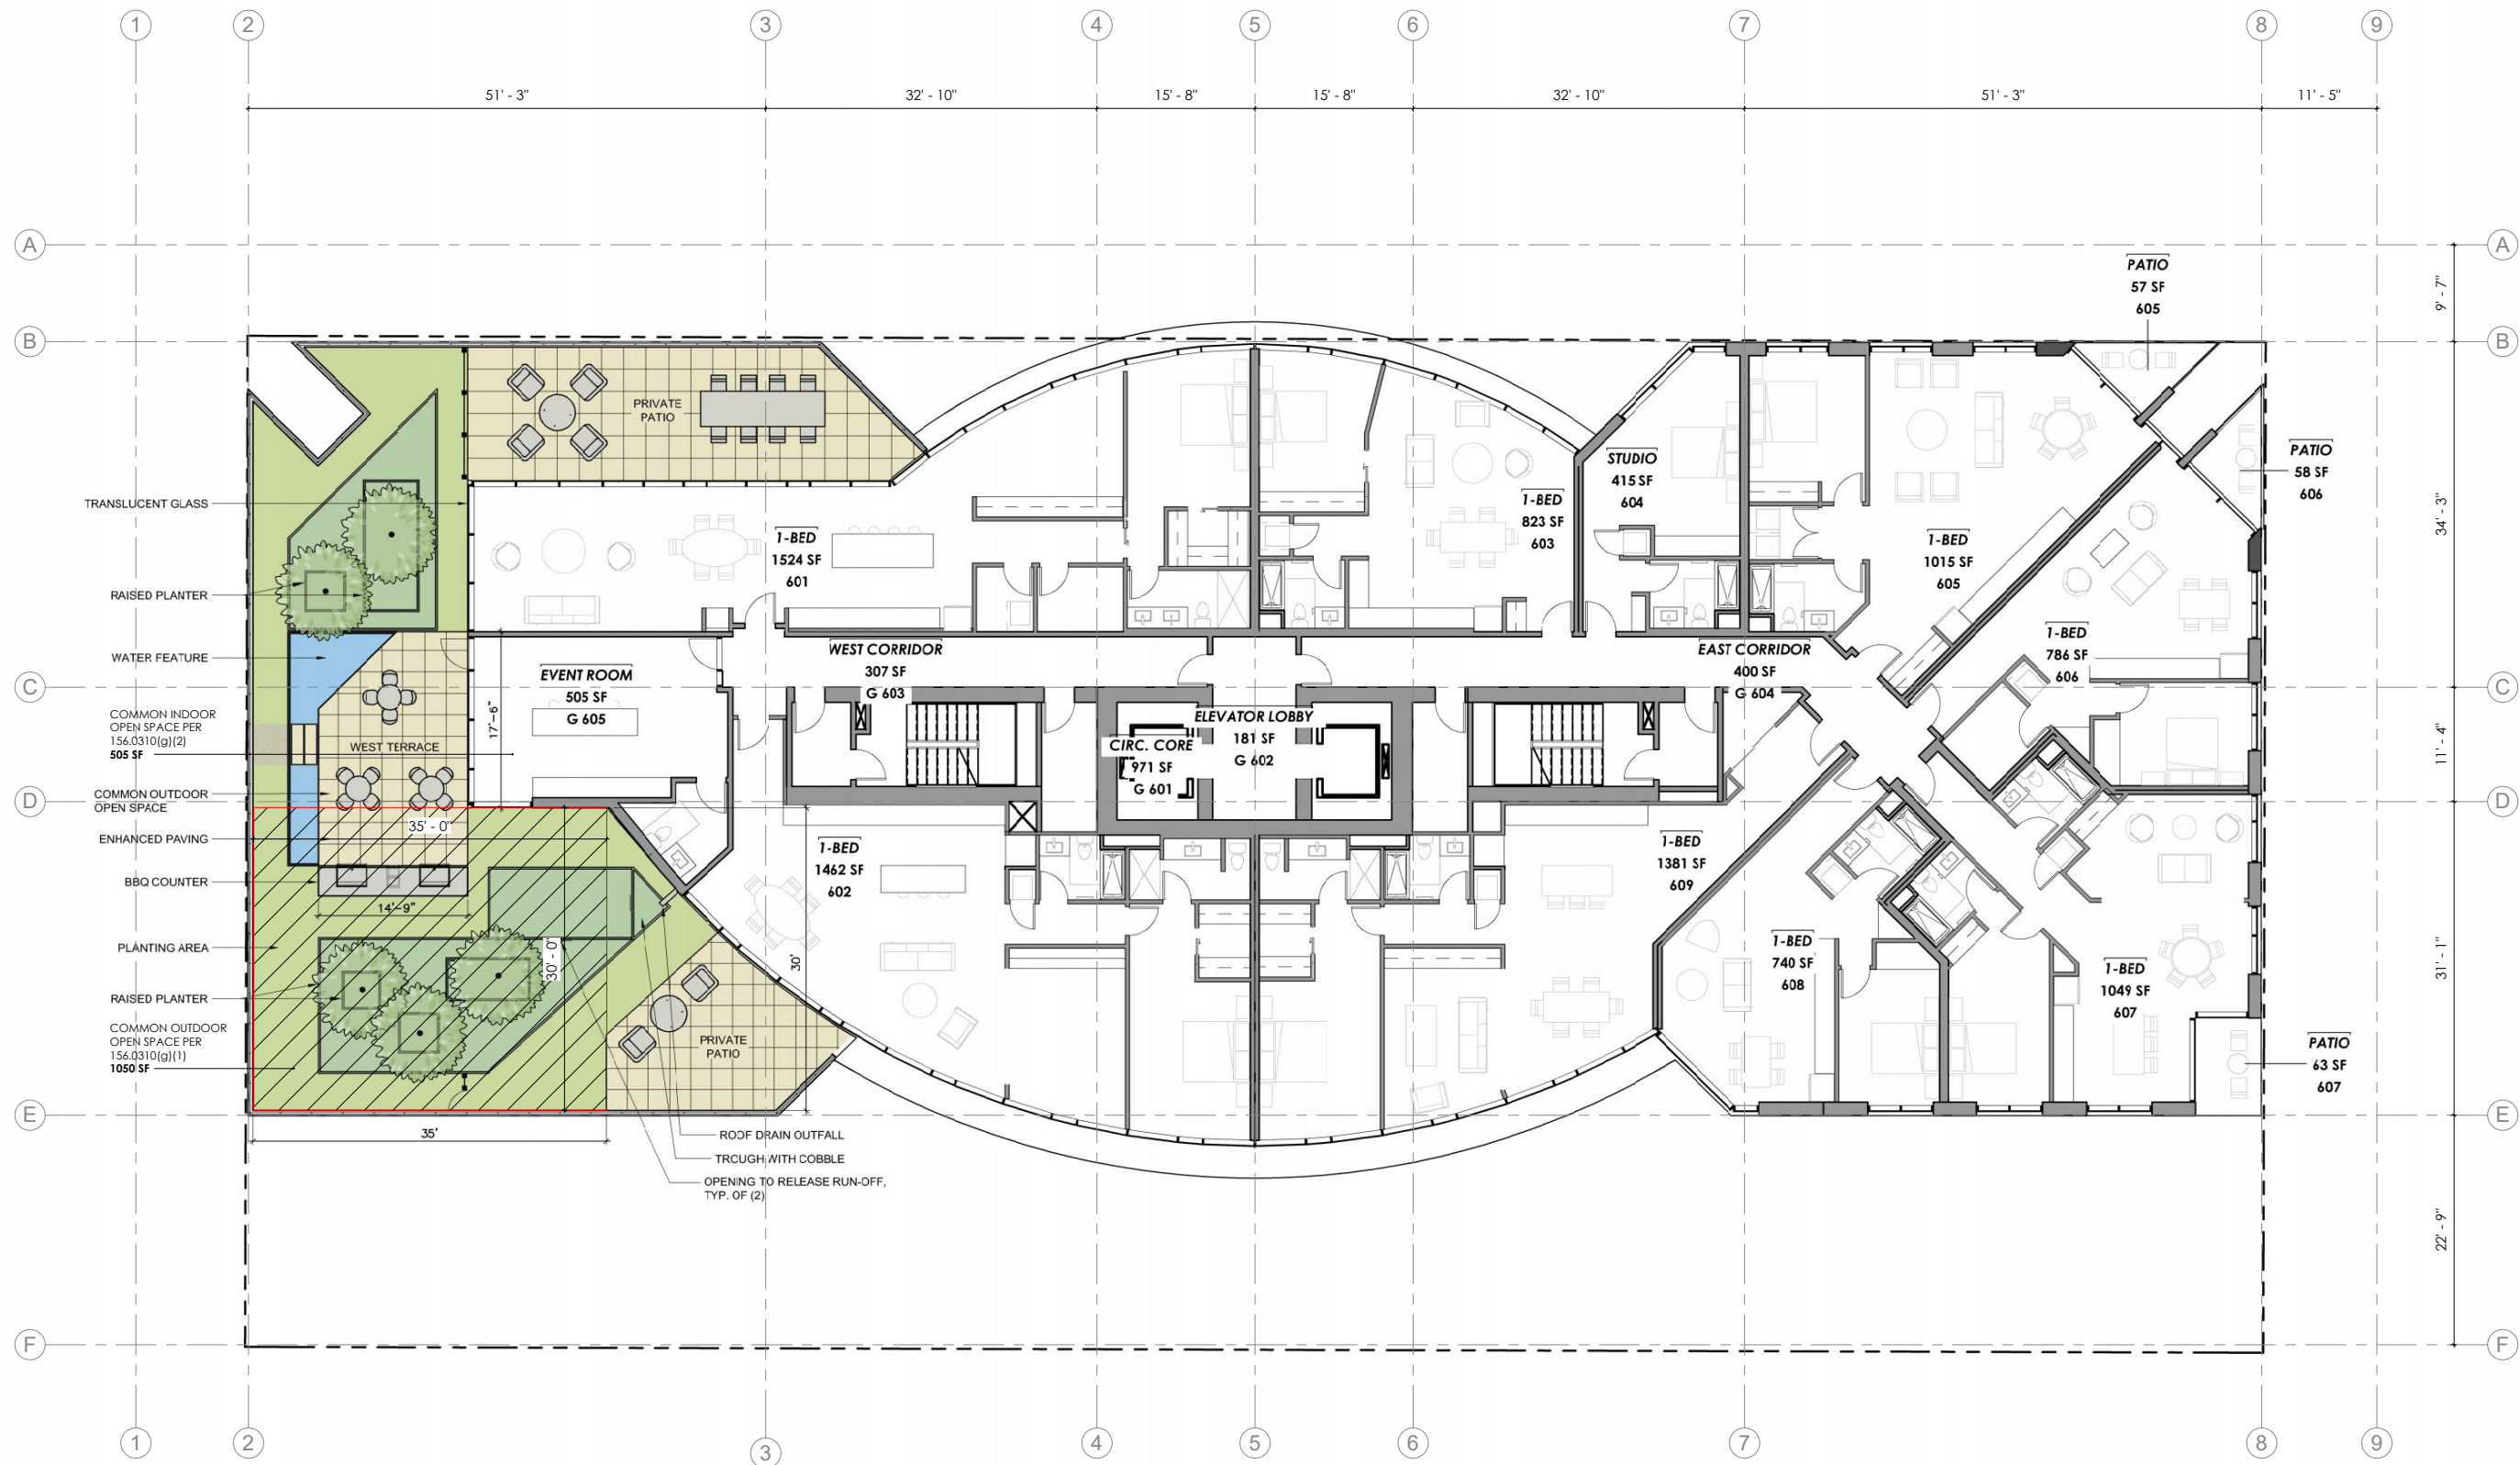 1
2
3
4
5
6
7
8
9
51' - 3"
32' - 10"
15' - 8"
15' - 8"
32' - 10"
51' - 3"
11' - 5"
A
A
9' - 7"
PATIO
57 SF
605
B
B
PRIVATE
PATIO
PATIO
58 SF
606
STUDIO
415 SF
604
TRANSLUCENT GLASS
1-BED
823 SF
603
34' - 3"
1-BED
1524 SF
601
1-BED
1015 SF
605
RAISED PLANTER
WATER FEATURE
EVENT ROOM
505 SF
G 605
WEST CORRIDOR
307 SF
G 603
EAST CORRIDOR
400 SF
G 604
1-BED
786 SF
606
C
C
COMMON INDOOR
OPEN SPACE PER
156.0310(g)(2)
505 SF
17'-6"
WEST TERRACE
ELEVATOR LOBBY
181 SF
G 602
CIRC. CORE
971 SF
G 601
11' - 4"
COMMON OUTDOOR
OPEN SPACE
D
D
35' - 0"
ENHANCED PAVING
1-BED
1462 SF
602
1-BED
1381 SF
609
BBQ COUNTER
14'-9"
PLANTING AREA
30' - 0"
30'
1-BED
740 SF
608
1-BED
1049 SF
607
31' - 1"
RAISED PLANTER
COMMON OUTDOOR
OPEN SPACE PER
156.0310(g)(1)
1050 SF
PRIVATE
PATIO
PATIO
63 SF
607
E
E
35'
ROOF DRAIN OUTFALL
TROUGH WITH COBBLE
OPENING TO RELEASE RUN-OFF,
TYP. OF (2)
22' - 9"
F
F
1
2
3
4
5
6
7
8
9